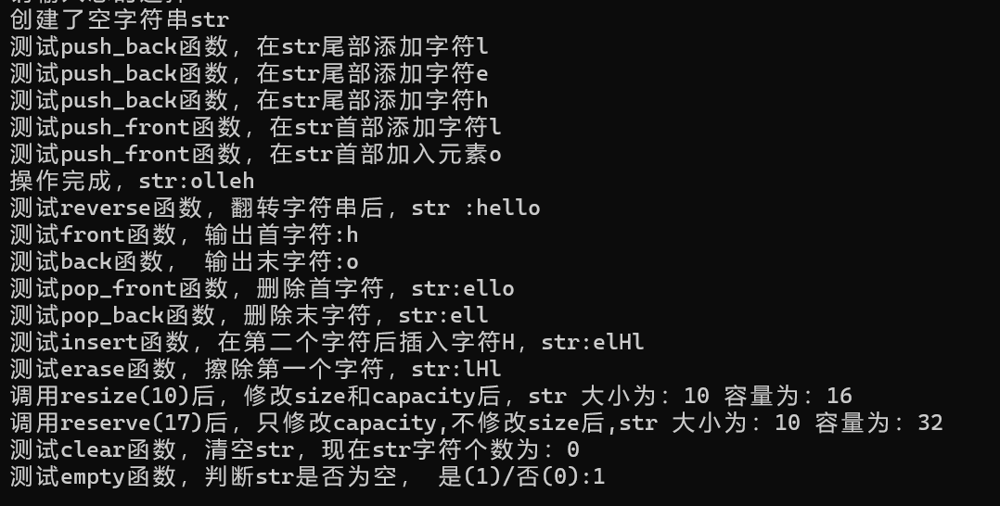 创建了空字符串str
测试push_back函数，在str尾部添加字符l
测试push_back函数，在str尾部添加字符e
测试push_back函数，在str尾部添加字符h
测试push_front函数，在str首部添加字符l
测试push_front函数，在str首部加入元素o
操作完成，str:olleh
测试reverse函数，翻转字符串后，str :hello
测试front函数，输出首字符:h
测试back函数， 输出末字符:o
测试pop_front函数，删除首字符，str:ello
测试pop_back函数，删除末字符，str:ell
测试insert函数，在第二个字符后插入字符H，str:elHl
测试erase函数，擦除第一个字符，str:lHl
调用resize(10)后，修改size和capacity后，str 大小为：10 容量为：16
调用reserve(17)后，只修改capacity,不修改size后,str 大小为：10 容量为：32
测试clear函数，清空str，现在str字符个数为：0
测试empty函数，判断str是否为空， 是(1)/否(0):1